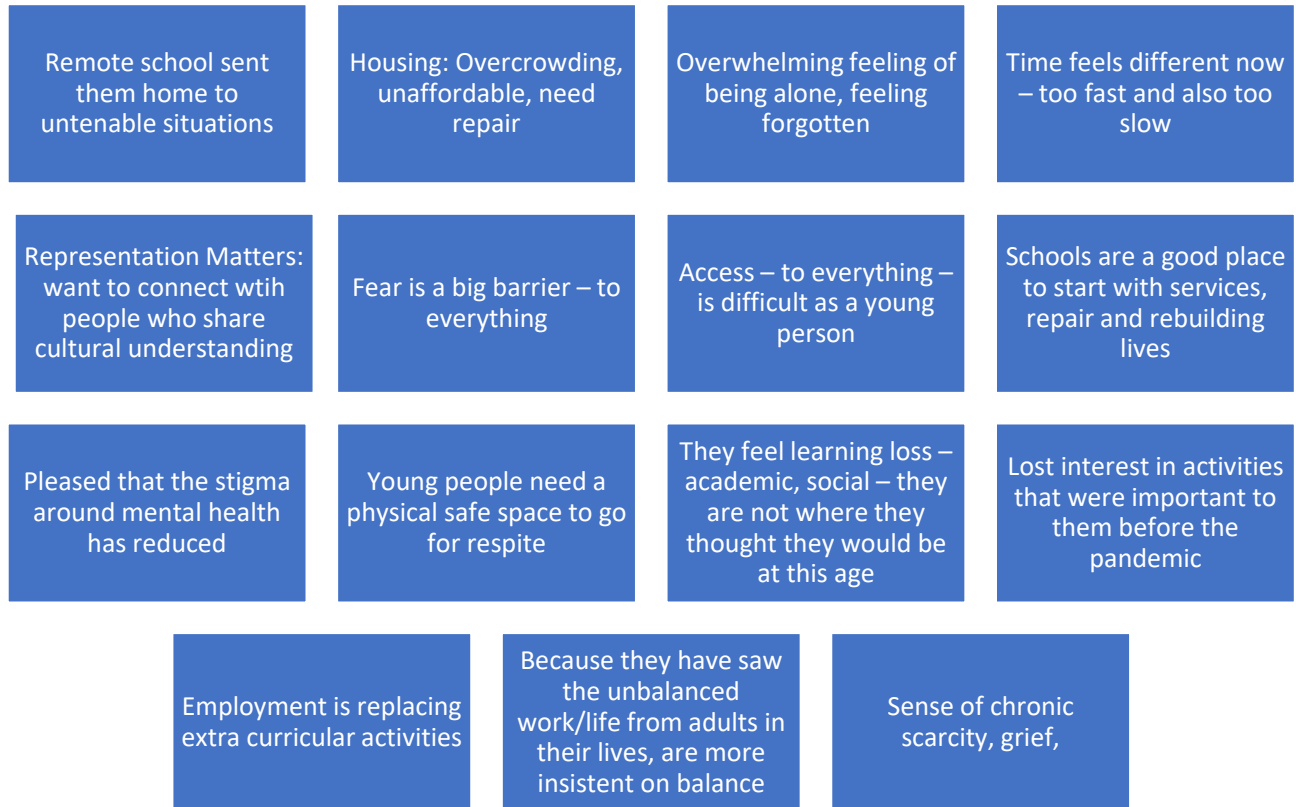 Remote school sent
them home to
untenable situations
Housing: Overcrowding,
unaffordable, need
repair
Overwhelming feeling of
being alone, feeling
forgotten
Time feels different now
– too fast and also too
slow
Representation Matters:
want to connect wtih
people who share
cultural understanding
Fear is a big barrier – to
everything
Access – to everything –
is difficult as a young
person
Schools are a good place
to start with services,
repair and rebuilding
lives
Pleased that the stigma
around mental health
has reduced
Young people need a
physical safe space to go
for respite
They feel learning loss –
academic, social – they
are not where they
thought they would be
at this age
Lost interest in activities
that were important to
them before the
pandemic
Employment is replacing
extra curricular activities
Because they have saw
the unbalanced
work/life from adults in
their lives, are more
insistent on balance
Sense of chronic
scarcity, grief,